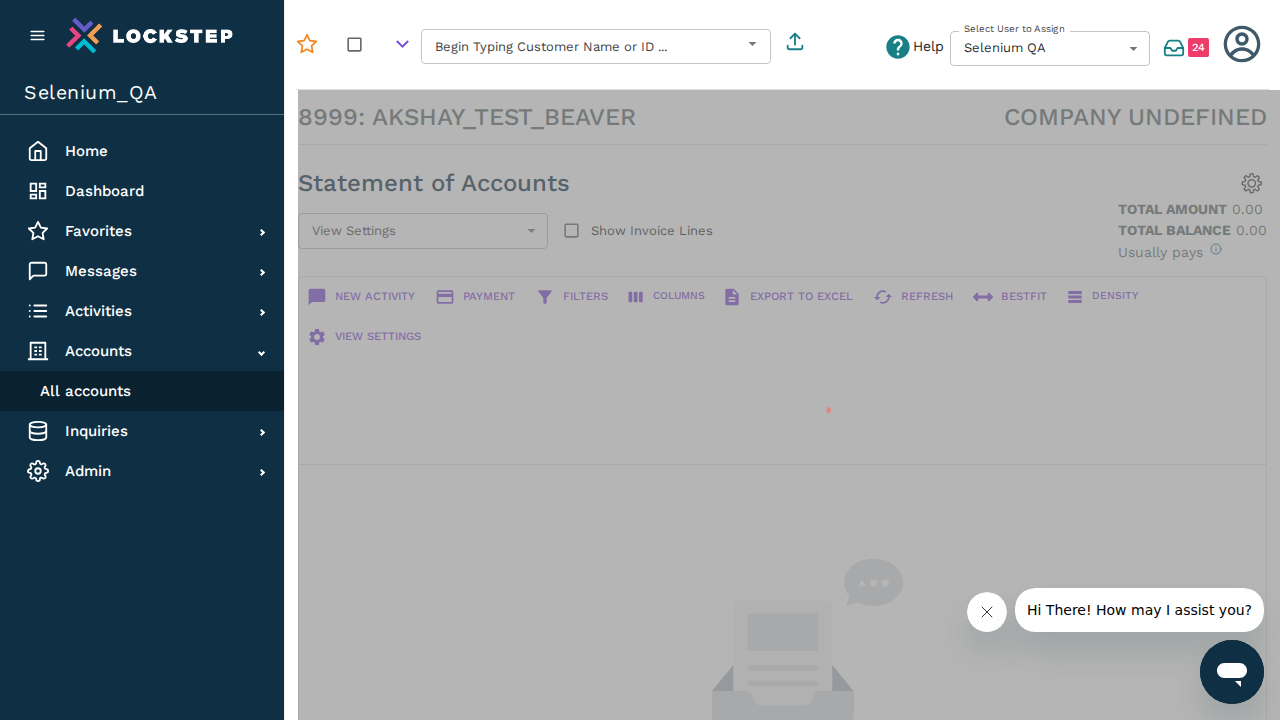 LOCKSTEP
Selenium_QA
Home
Dashboard
Favorites
Messages
Activities
Accounts
All accounts
Inquiries
Admin
Begin Typing Customer Name or ID ...
Help
Select User to Assign
Selenium QA
24
8999: AKSHAY_TEST_BEAVER
COMPANY UNDEFINED
Statement of Accounts
View Settings
Show Invoice Lines
TOTAL AMOUNT 0.00
TOTAL BALANCE 0.00
Usually pays
NEW ACTIVITY PAYMENT FILTERS COLUMNS EXPORT TO EXCEL REFRESH BESTFIT DENSITY
VIEW SETTINGS
Hi There! How may I assist you?